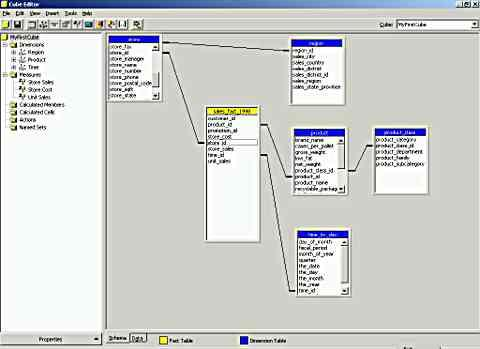 Cube Editor
File Edit View Insert Tools Help
Cube: MyFirstCube
MyFirstCube
Dimensions
Region
Product
Time
Measures
Store Sales
Store Cost
Unit Sales
Calculated Members
Calculated Cells
Actions
Named Sets
store
store_fax
store_id
store_manager
store_name
store_number
store_phone
store_postal_code
store_sqft
store_state
region
region_id
sales_city
sales_country
sales_district
sales_district_id
sales_region
sales_state_province
sales_fact_1998
customer_id
product_id
promotion_id
store_cost
store_id
store_sales
time_id
unit_sales
product
brand_name
cases_per_pallet
gross_weight
low_fat
net_weight
product_class_id
product_id
product_name
recyclable_packag
product_class
product_category
product_class_id
product_department
product_family
product_subcategory
time_by_day
day_of_month
fiscal_period
month_of_year
quarter
the_date
the_day
the_month
the_year
time_id
Properties
Schema Data
Fact Table
Dimension Table